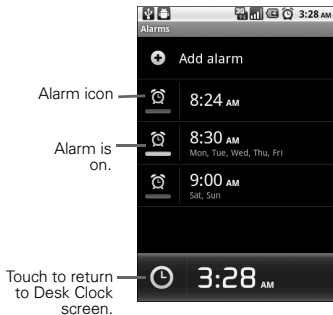 3:28 AM
Alarms
Add alarm
Alarm icon
8:24 AM
Alarm is
on.
8:30 AM
Mon, Tue, Wed, Thu, Fri
9:00 AM
Sat, Sun
Touch to return
to Desk Clock
screen.
3:28 AM